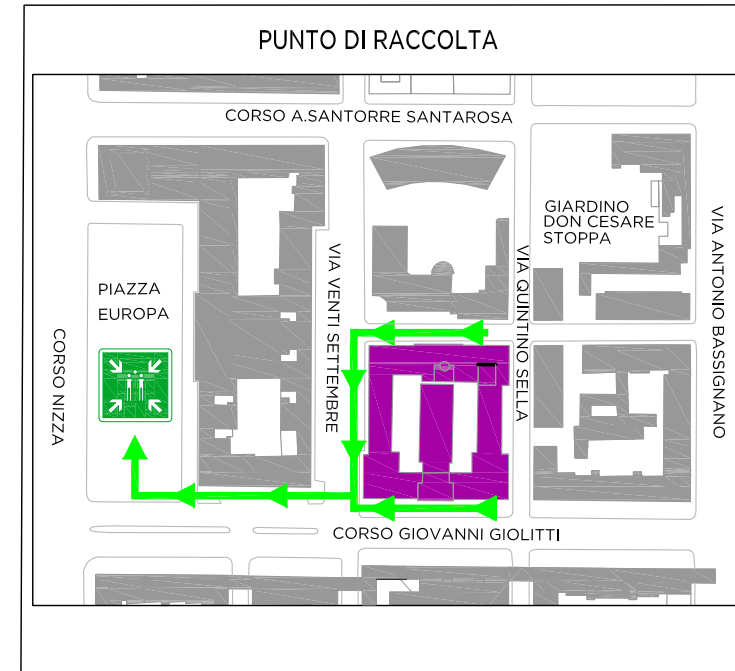 PUNTO DI RACCOLTA
CORSO A.SANTORRE SANTAROSA
GIARDINO
DON CESARE
STOPPA
PIAZZA
EUROPA
CORSO NIZZA
VIA VENTI SETTEMBRE
VIA QUINTINO SELLA
VIA ANTONIO BASSIGNANO
CORSO GIOVANNI GIOLITTI